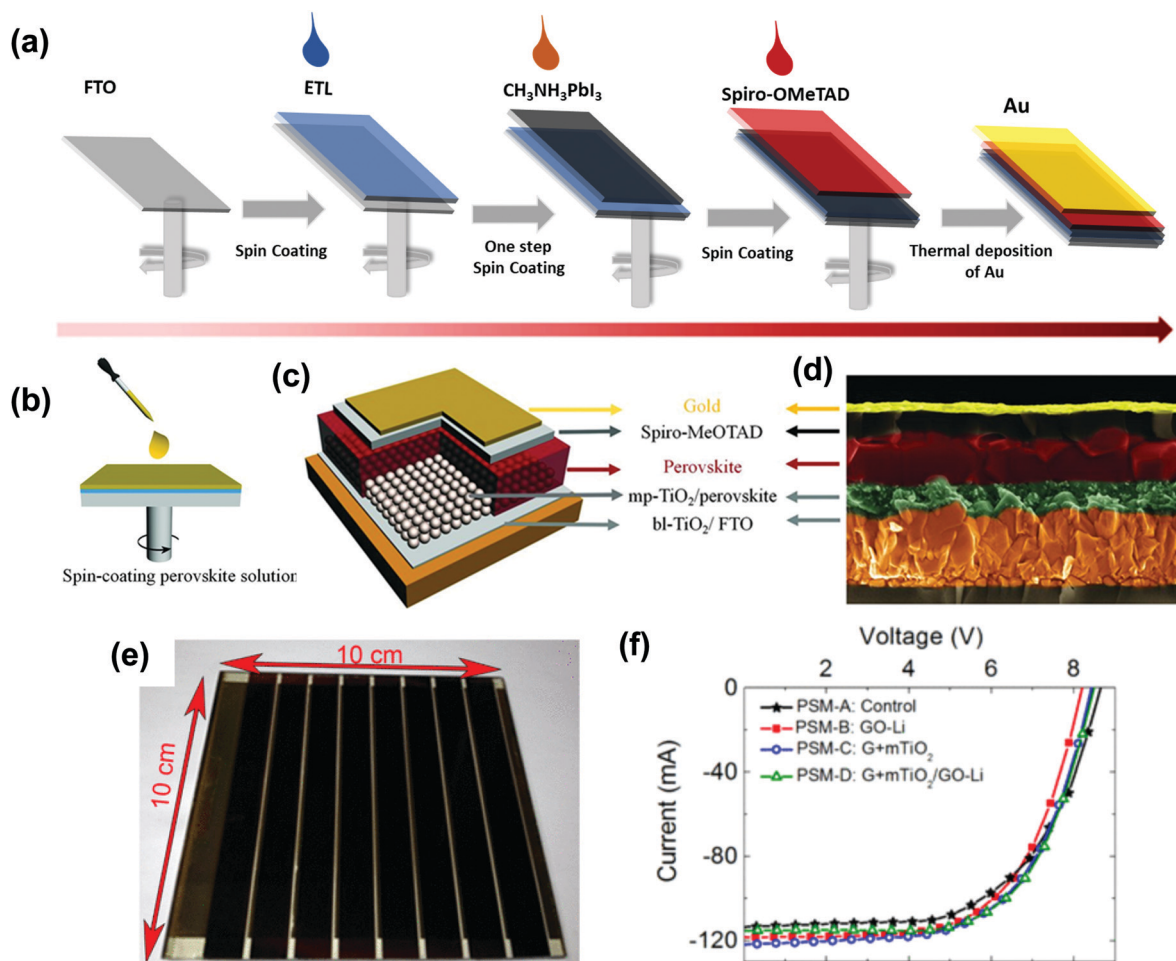 (a)
FTO
ETL
CH₃NH₃PbI₃
Spiro-OMeTAD
Au
Spin Coating
One step
Spin Coating
Spin Coating
Thermal deposition
of Au
(b)
Spin-coating perovskite solution
(c)
Gold
Spiro-MeOTAD
Perovskite
mp-TiO₂/perovskite
bl-TiO₂/ FTO
(d)
(e)
10 cm
10 cm
(f)
Voltage (V)
2 4 6 8
0
-40
-80
-120
Current (mA)
PSM-A: Control
PSM-B: GO-Li
PSM-C: G+mTiO₂
PSM-D: G+mTiO₂/GO-Li